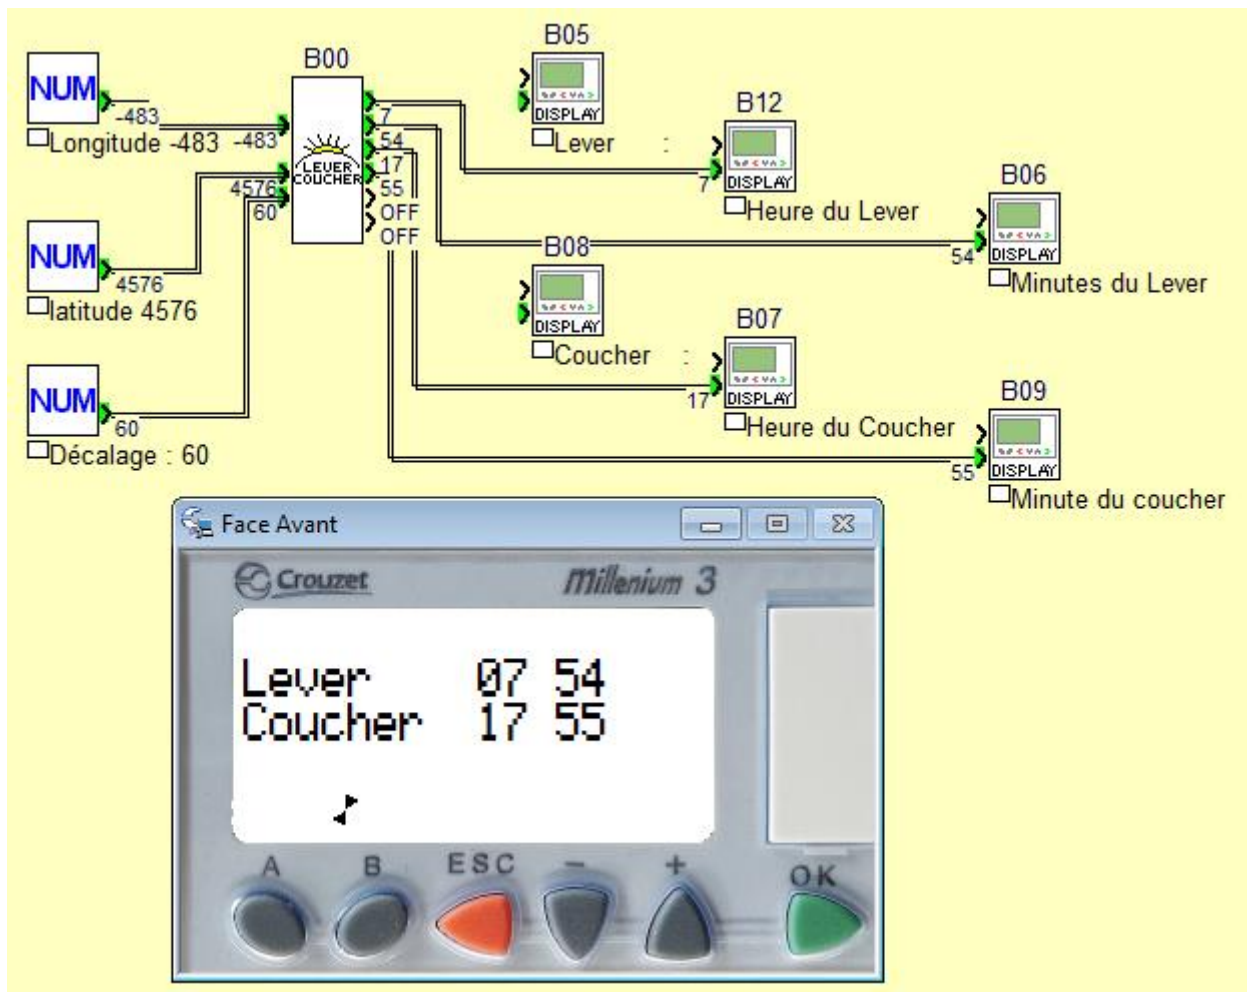 B05
B00
NUM
-483
-483
Longitude -483
LEVER
COUCHER
7
54
17
55
OFF
OFF
DISPLAY
Lever :
B12
7
DISPLAY
Heure du Lever
B06
54
DISPLAY
Minutes du Lever
4576
60
NUM
4576
latitude 4576
B08
DISPLAY
Coucher :
B07
17
DISPLAY
Heure du Coucher
B09
55
DISPLAY
Minute du coucher
NUM
60
Décalage : 60
Face Avant
Crouzet
Millenium 3
Lever 07 54
Coucher 17 55
A B ESC - + OK